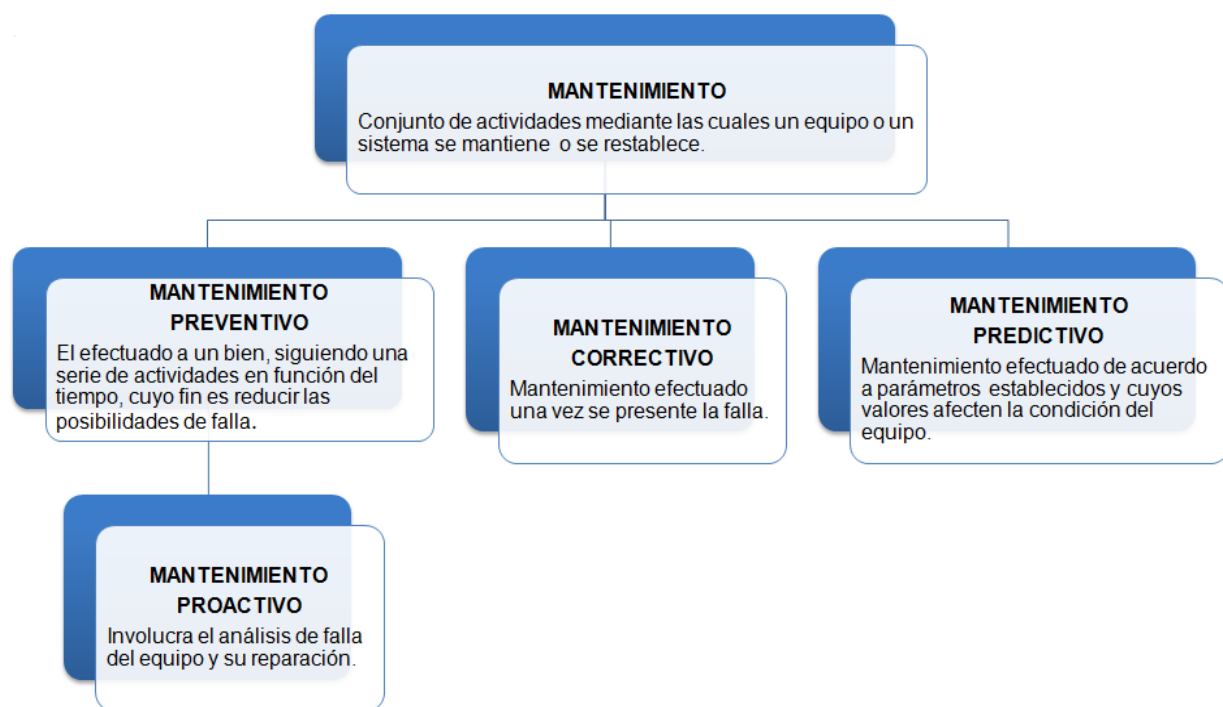 MANTENIMIENTO
Conjunto de actividades mediante las cuales un equipo o un
sistema se mantiene o se restablece.
MANTENIMIENTO
PREVENTIVO
El efectuado a un bien, siguiendo una
serie de actividades en función del
tiempo, cuyo fin es reducir las
posibilidades de falla.
MANTENIMIENTO
CORRECTIVO
Mantenimiento efectuado
una vez se presente la falla.
MANTENIMIENTO
PREDICTIVO
Mantenimiento efectuado de acuerdo
a parámetros establecidos y cuyos
valores afecten la condición del
equipo.
MANTENIMIENTO
PROACTIVO
Involucra el análisis de falla
del equipo y su reparación.